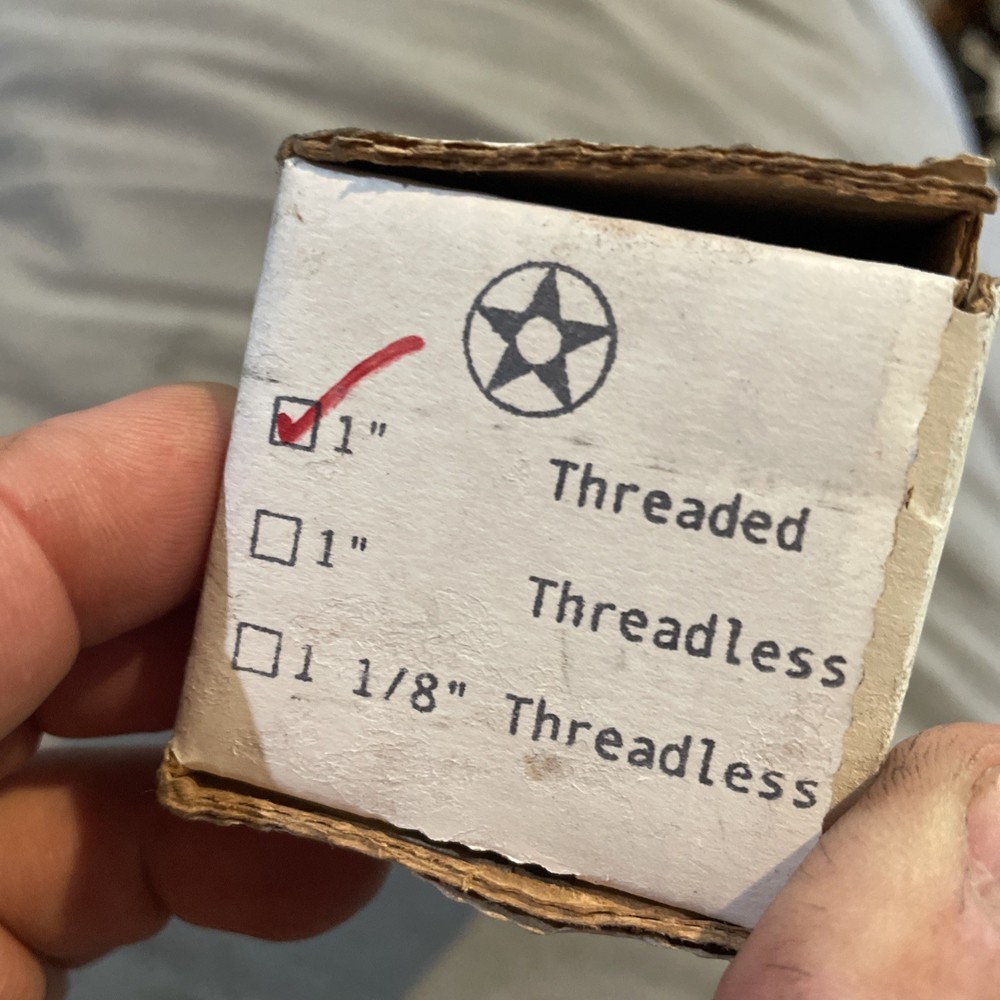 1" Threaded
1" Threadless
1 1/8" Threadless